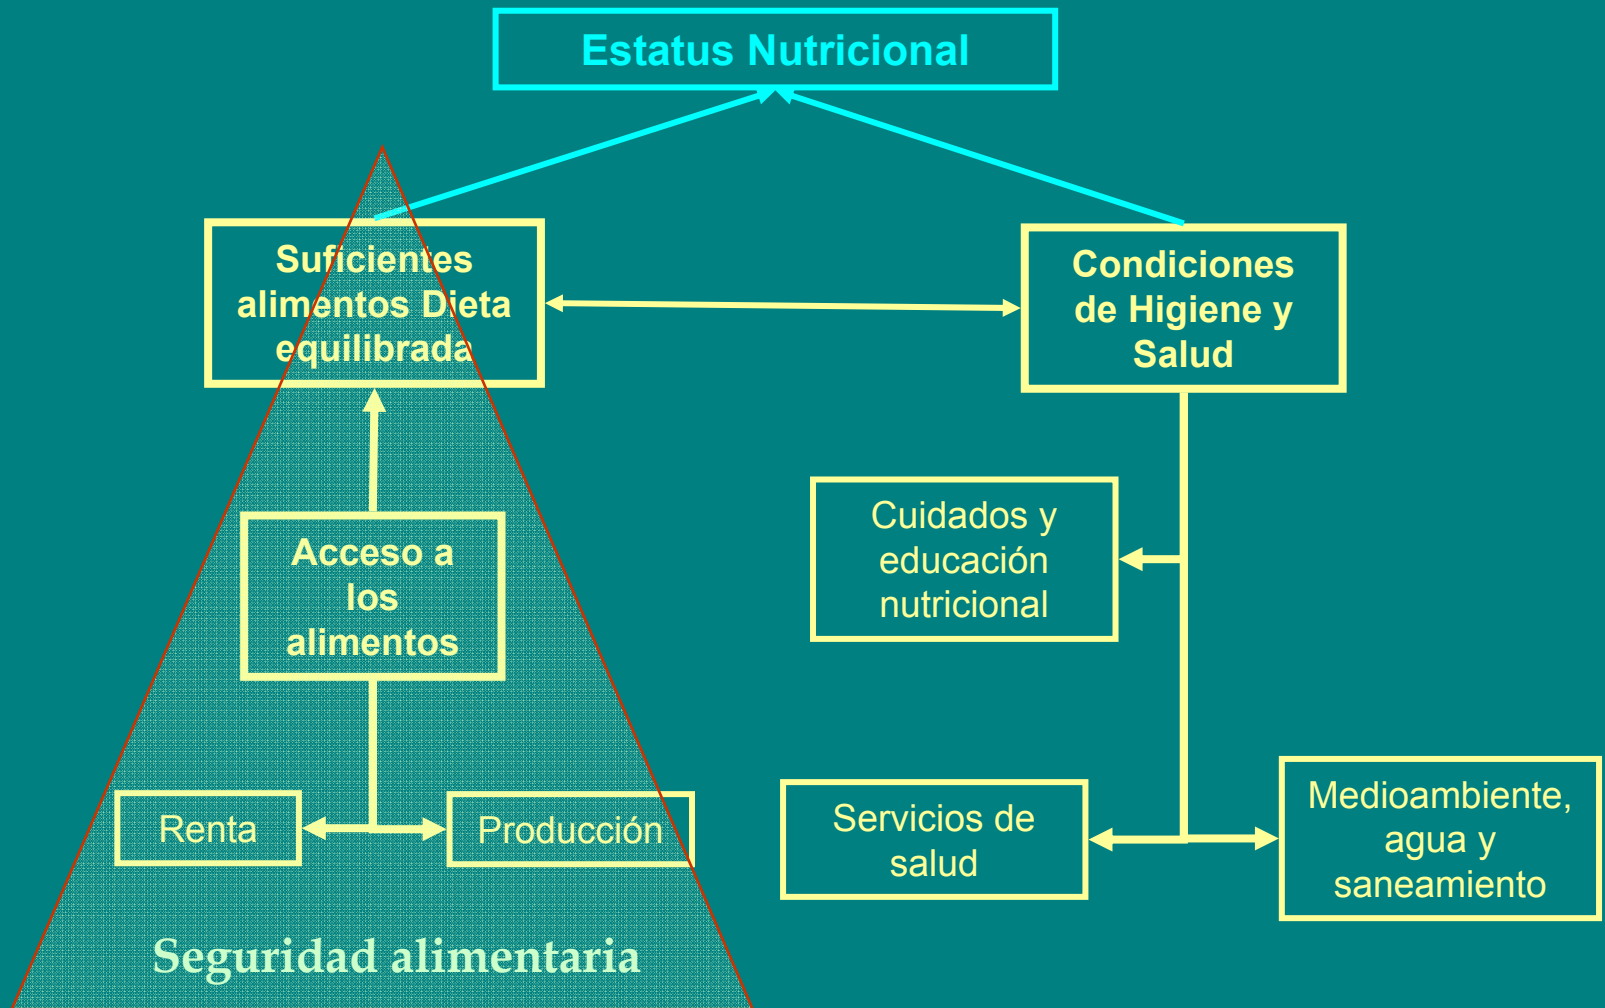 Estatus Nutricional
Suficientes
alimentos Dieta
equilibrada
Condiciones
de Higiene y
Salud
Acceso a
los
alimentos
Cuidados y
educación
nutricional
Renta
Producción
Servicios de
salud
Medioambiente,
agua y
saneamiento
Seguridad alimentaria